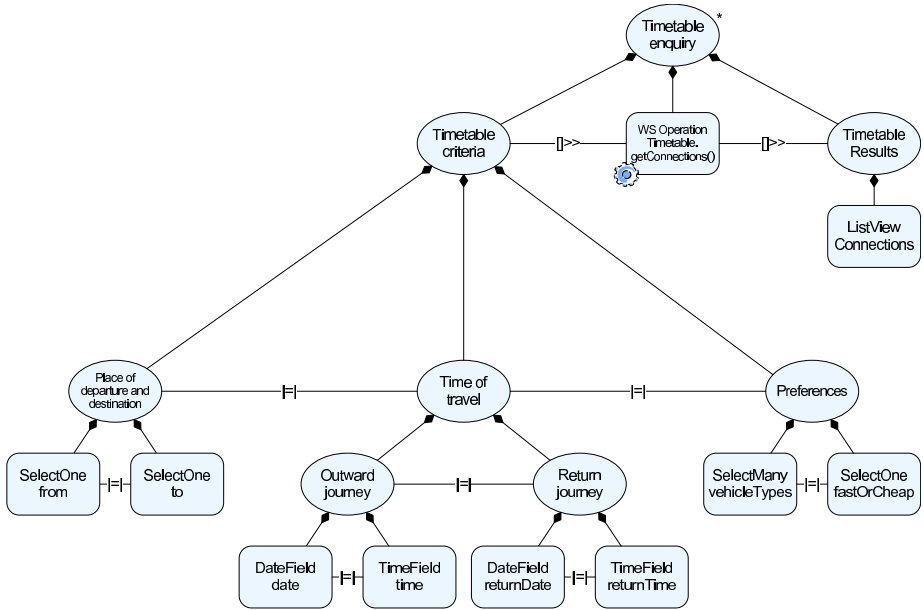 Timetable
enquiry
*
Timetable
criteria
[]>>
WS Operation
Timetable.
getConnections()
[]>>
Timetable
Results
ListView
Connections
Place of
departure and
destination
|=|
Time of
travel
|=|
Preferences
SelectOne
from
|=|
SelectOne
to
Outward
journey
|=|
Return
journey
SelectMany
vehicleTypes
|=|
SelectOne
fastOrCheap
DateField
date
|=|
TimeField
time
DateField
returnDate
|=|
TimeField
returnTime